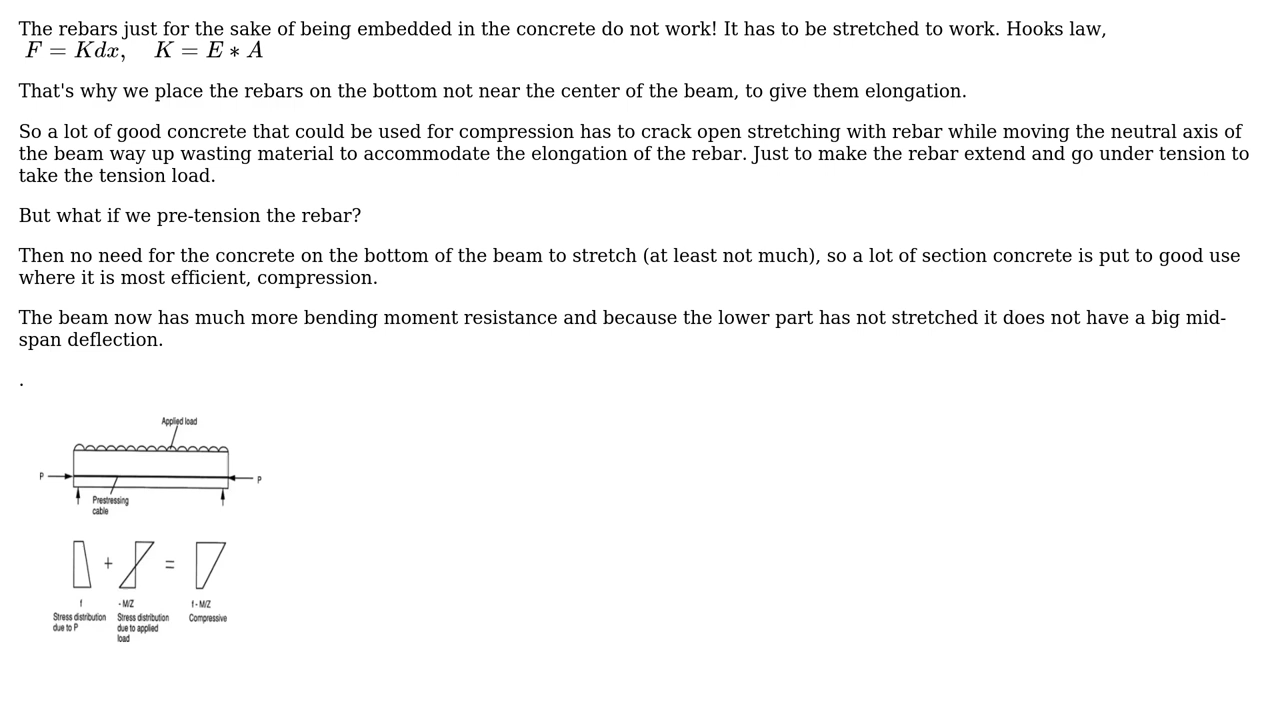 The rebars just for the sake of being embedded in the concrete do not work! It has to be stretched to work. Hooks law,
F = Kdx, K = E ∗ A
That's why we place the rebars on the bottom not near the center of the beam, to give them elongation.
So a lot of good concrete that could be used for compression has to crack open stretching with rebar while moving the neutral axis of
the beam way up wasting material to accommodate the elongation of the rebar. Just to make the rebar extend and go under tension to
take the tension load.
But what if we pre-tension the rebar?
Then no need for the concrete on the bottom of the beam to stretch (at least not much), so a lot of section concrete is put to good use
where it is most efficient, compression.
The beam now has much more bending moment resistance and because the lower part has not stretched it does not have a big mid-
span deflection.
.
Applied load
P P
Prestressing
cable
+ =
f - M/Z f - M/Z
Stress distribution Stress distribution Compressive
due to P due to applied
load